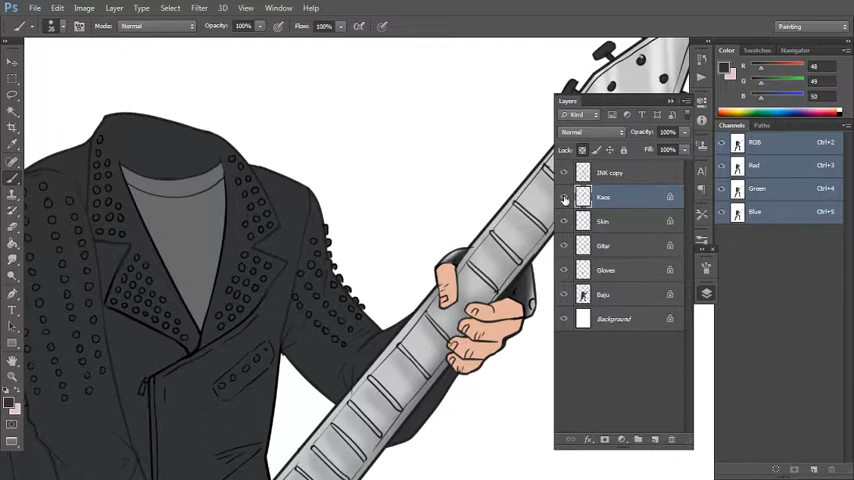 Ps File Edit Image Layer Type Select Filter 3D View Window Help
35 Mode: Normal Opacity: 100% Flow: 100% Painting
Color Swatches Navigator
R 48
G 49
B 50
Layers
Kind
Normal Opacity: 100%
Lock: Fill: 100%
INK copy
Kaos
Skin
Gitar
Gloves
Baju
Background
Channels Paths
RGB Ctrl+2
Red Ctrl+3
Green Ctrl+4
Blue Ctrl+5